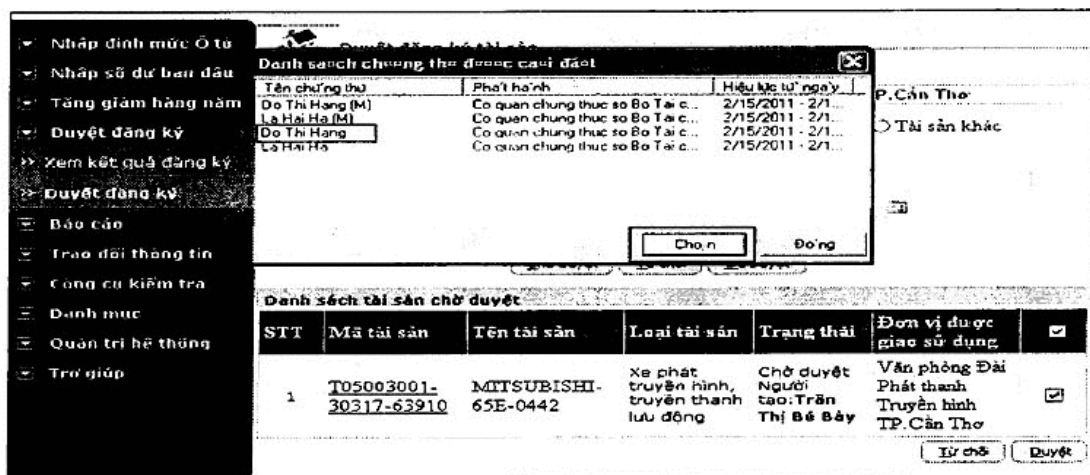 Nhập định mức Ô tô
Nhập số dư ban đầu
Tăng giảm hàng năm
Duyệt đăng ký
Xem kết quả đăng ký
Duyệt đăng ký
Báo cáo
Trao đổi thông tin
Công cụ kiểm tra
Danh mục
Quản trị hệ thống
Trợ giúp
Duyệt đăng ký tài sản
Tên chứng thư
Phát hành
Hiệu lực từ ngày
Do Thi Hang (M) Co quan chung thuc so Bo Tai c... 2/15/2011 - 2/1...
La Hai Ha (M) Co quan chung thuc so Bo Tai c... 2/15/2011 - 2/1...
Do Thi Hang Co quan chung thuc so Bo Tai c... 2/15/2011 - 2/1...
La Hai Ha Co quan chung thuc so Bo Tai c... 2/15/2011 - 2/1...
Chọn
Đóng
P.Cần Thơ
Tài sản khác
Danh sách tài sản chờ duyệt
STT
Mã tài sản
Tên tài sản
Loại tài sản
Trạng thái
Đơn vị được
giao sử dụng
1
T05003001-
30317-63910
MITSUBISHI-
65E-0442
Xe phát
truyền hình,
truyền thanh
lưu động
Chờ duyệt
Người
tạo:Trần
Thị Bé Bảy
Văn phòng Đài
Phát thanh
Truyền hình
TP.Cần Thơ
Từ chối
Duyệt